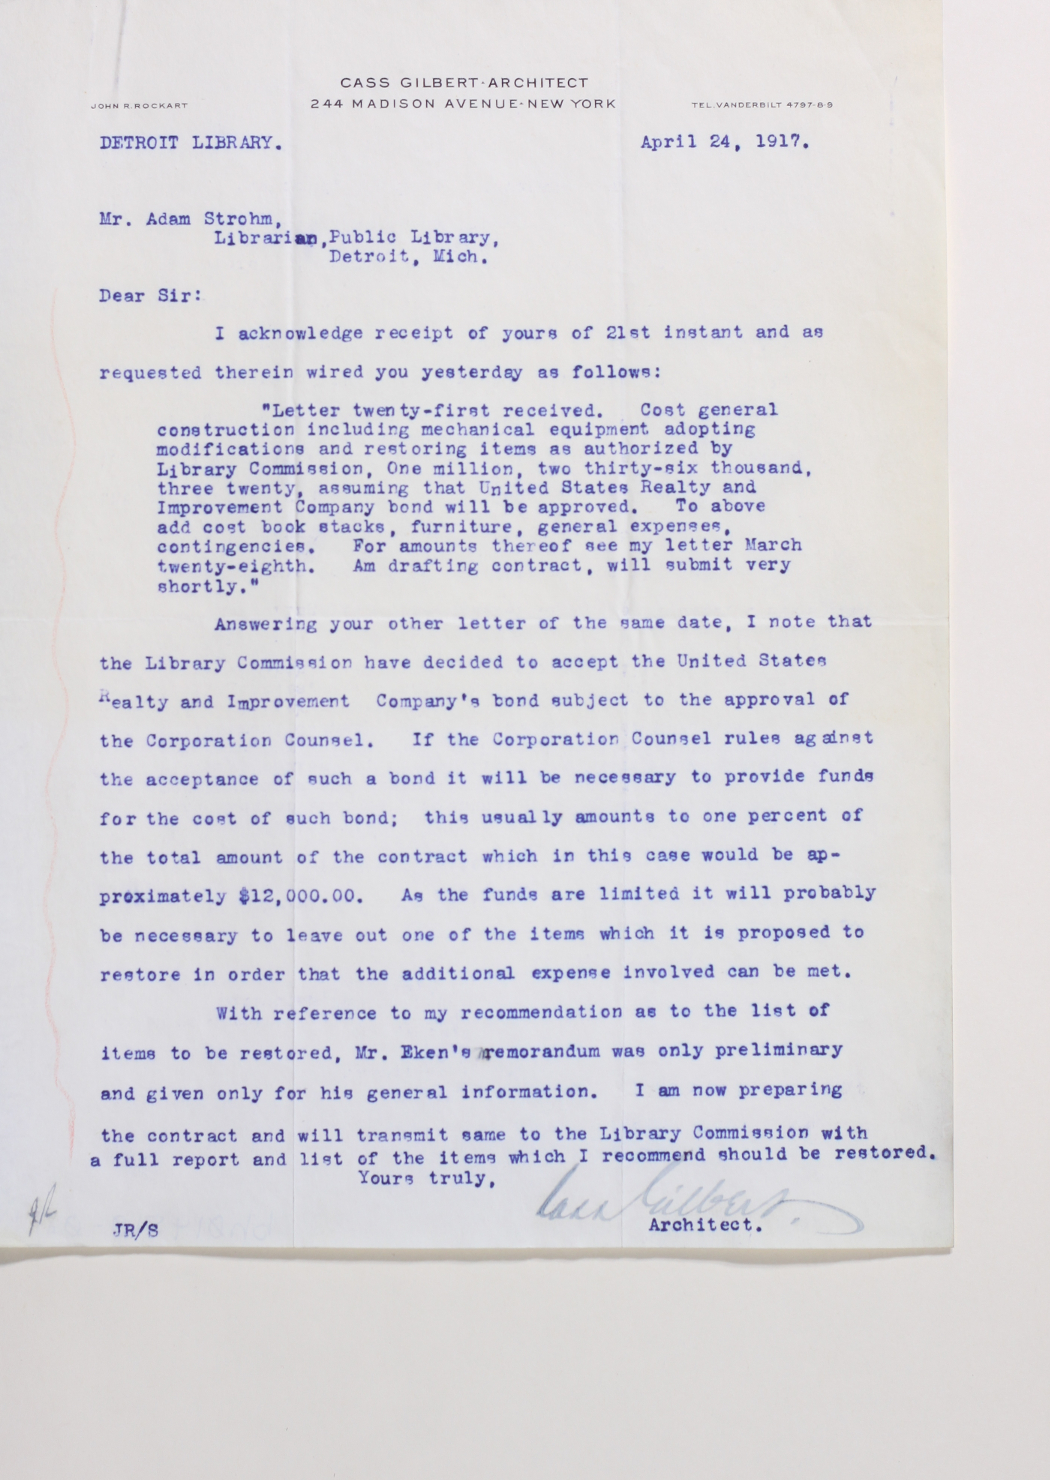 CASS GILBERT·ARCHITECT
JOHN R.ROCKART 244 MADISON AVENUE·NEW YORK TEL.VANDERBILT 4797-8-9
DETROIT LIBRARY. April 24, 1917.
Mr. Adam Strohm,
Librarian,Public Library,
Detroit, Mich.
Dear Sir:
I acknowledge receipt of yours of 21st instant and as
requested therein wired you yesterday as follows:
"Letter twenty-first received. Cost general
construction including mechanical equipment adopting
modifications and restoring items as authorized by
Library Commission, One million, two thirty-six thousand,
three twenty, assuming that United States Realty and
Improvement Company bond will be approved. To above
add cost book stacks, furniture, general expenses,
contingencies. For amounts thereof see my letter March
twenty-eighth. Am drafting contract, will submit very
shortly."
Answering your other letter of the same date, I note that
the Library Commission have decided to accept the United States
Realty and Improvement Company's bond subject to the approval of
the Corporation Counsel. If the Corporation Counsel rules against
the acceptance of such a bond it will be necessary to provide funds
for the cost of such bond; this usually amounts to one percent of
the total amount of the contract which in this case would be ap-
proximately $12,000.00. As the funds are limited it will probably
be necessary to leave out one of the items which it is proposed to
restore in order that the additional expense involved can be met.
With reference to my recommendation as to the list of
items to be restored, Mr. Eken's memorandum was only preliminary
and given only for his general information. I am now preparing
the contract and will transmit same to the Library Commission with
a full report and list of the items which I recommend should be restored.
Yours truly,
Cass Gilbert.
Architect.
JR/S